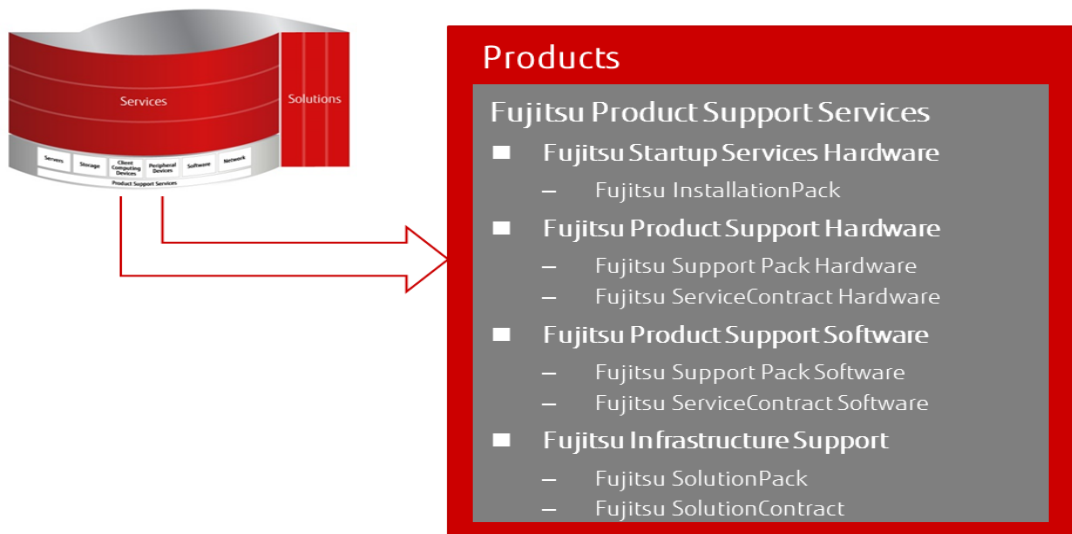 Services
Solutions
Servers
Storage
Client
Computing
Devices
Peripheral
Devices
Software
Network
Product Support Services
Products
Fujitsu Product Support Services
■ Fujitsu Startup Services Hardware
– Fujitsu InstallationPack
■ Fujitsu Product Support Hardware
– Fujitsu Support Pack Hardware
– Fujitsu ServiceContract Hardware
■ Fujitsu Product Support Software
– Fujitsu Support Pack Software
– Fujitsu ServiceContract Software
■ Fujitsu Infrastructure Support
– Fujitsu SolutionPack
– Fujitsu SolutionContract